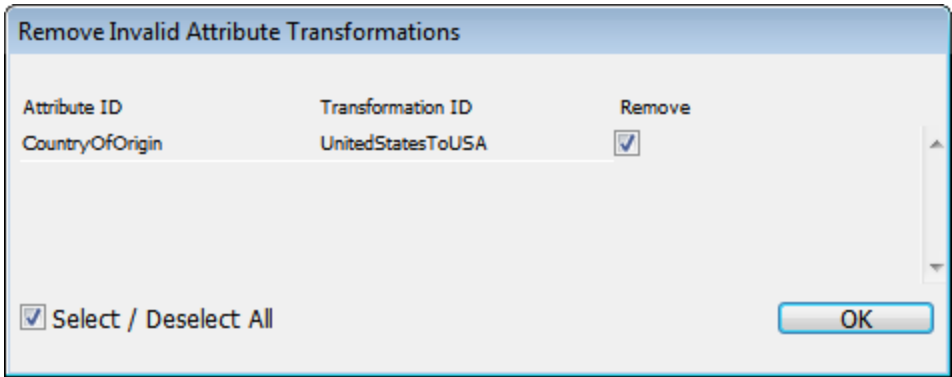 Remove Invalid Attribute Transformations
Attribute ID Transformation ID Remove
CountryOfOrigin UnitedStatesToUSA
Select / Deselect All OK